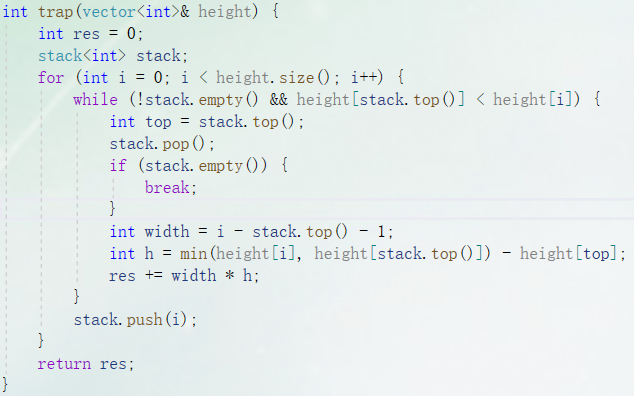 int trap(vector<int>& height) {
    int res = 0;
    stack<int> stack;
    for (int i = 0; i < height.size(); i++) {
        while (!stack.empty() && height[stack.top()] < height[i]) {
            int top = stack.top();
            stack.pop();
            if (stack.empty()) {
                break;
            }
            int width = i - stack.top() - 1;
            int h = min(height[i], height[stack.top()]) - height[top];
            res += width * h;
        }
        stack.push(i);
    }
    return res;
}